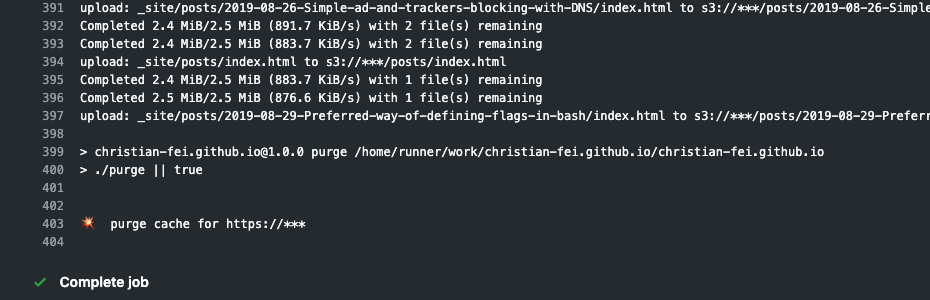 391 upload: _site/posts/2019-08-26-Simple-ad-and-trackers-blocking-with-DNS/index.html to s3://***/posts/2019-08-26-Simple
392 Completed 2.4 MiB/2.5 MiB (891.7 KiB/s) with 2 file(s) remaining
393 Completed 2.4 MiB/2.5 MiB (883.7 KiB/s) with 2 file(s) remaining
394 upload: _site/posts/index.html to s3://***/posts/index.html
395 Completed 2.4 MiB/2.5 MiB (883.7 KiB/s) with 1 file(s) remaining
396 Completed 2.5 MiB/2.5 MiB (876.6 KiB/s) with 1 file(s) remaining
397 upload: _site/posts/2019-08-29-Preferred-way-of-defining-flags-in-bash/index.html to s3://***/posts/2019-08-29-Preferr
398
399 > christian-fei.github.io@1.0.0 purge /home/runner/work/christian-fei.github.io/christian-fei.github.io
400 > ./purge || true
401
402
403 💥 purge cache for https://***
404
Complete job